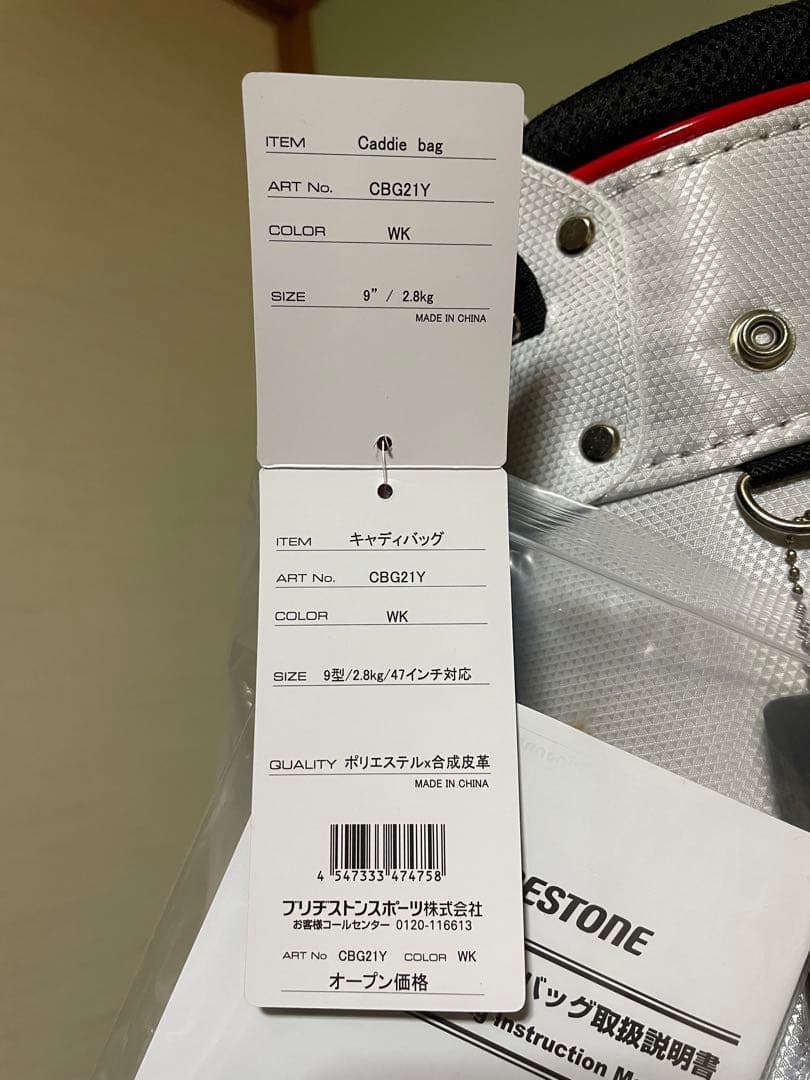 ITEM Caddie bag
ART No. CBG21Y
COLOR WK
SIZE 9" / 2.8kg
MADE IN CHINA
ITEM キャディバッグ
ART No. CBG21Y
COLOR WK
SIZE 9型/2.8kg/47インチ対応
QUALITY ポリエステルx合成皮革
MADE IN CHINA
4 547333 474758
ブリヂストンスポーツ株式会社
お客様コールセンター 0120-116613
ART No CBG21Y COLOR WK
オープン価格
ESTONE
バッグ取扱説明書
Instruction M